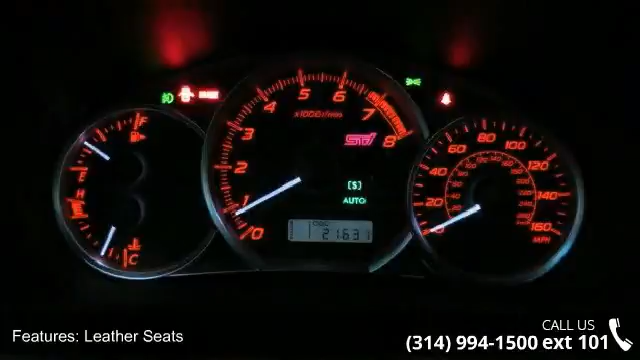 F
E
H
C
x1000r/min
0 1 2 3 4 5 6 7 8
STI
[S]
AUTO
ODO
21631
0 20 40 60 80 100 120 140 160
MPH
Features: Leather Seats
CALL US
(314) 994-1500 ext 101